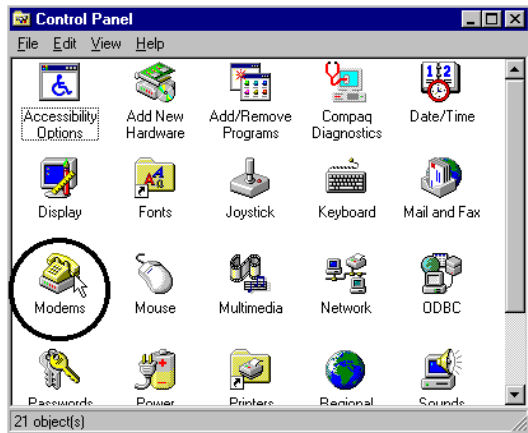 Control Panel
File Edit View Help
Accessibility Options
Add New Hardware
Add/Remove Programs
Compaq Diagnostics
Date/Time
Display
Fonts
Joystick
Keyboard
Mail and Fax
Modems
Mouse
Multimedia
Network
ODBC
Passwords
Power
Printers
Regional
Sounds
21 object(s)